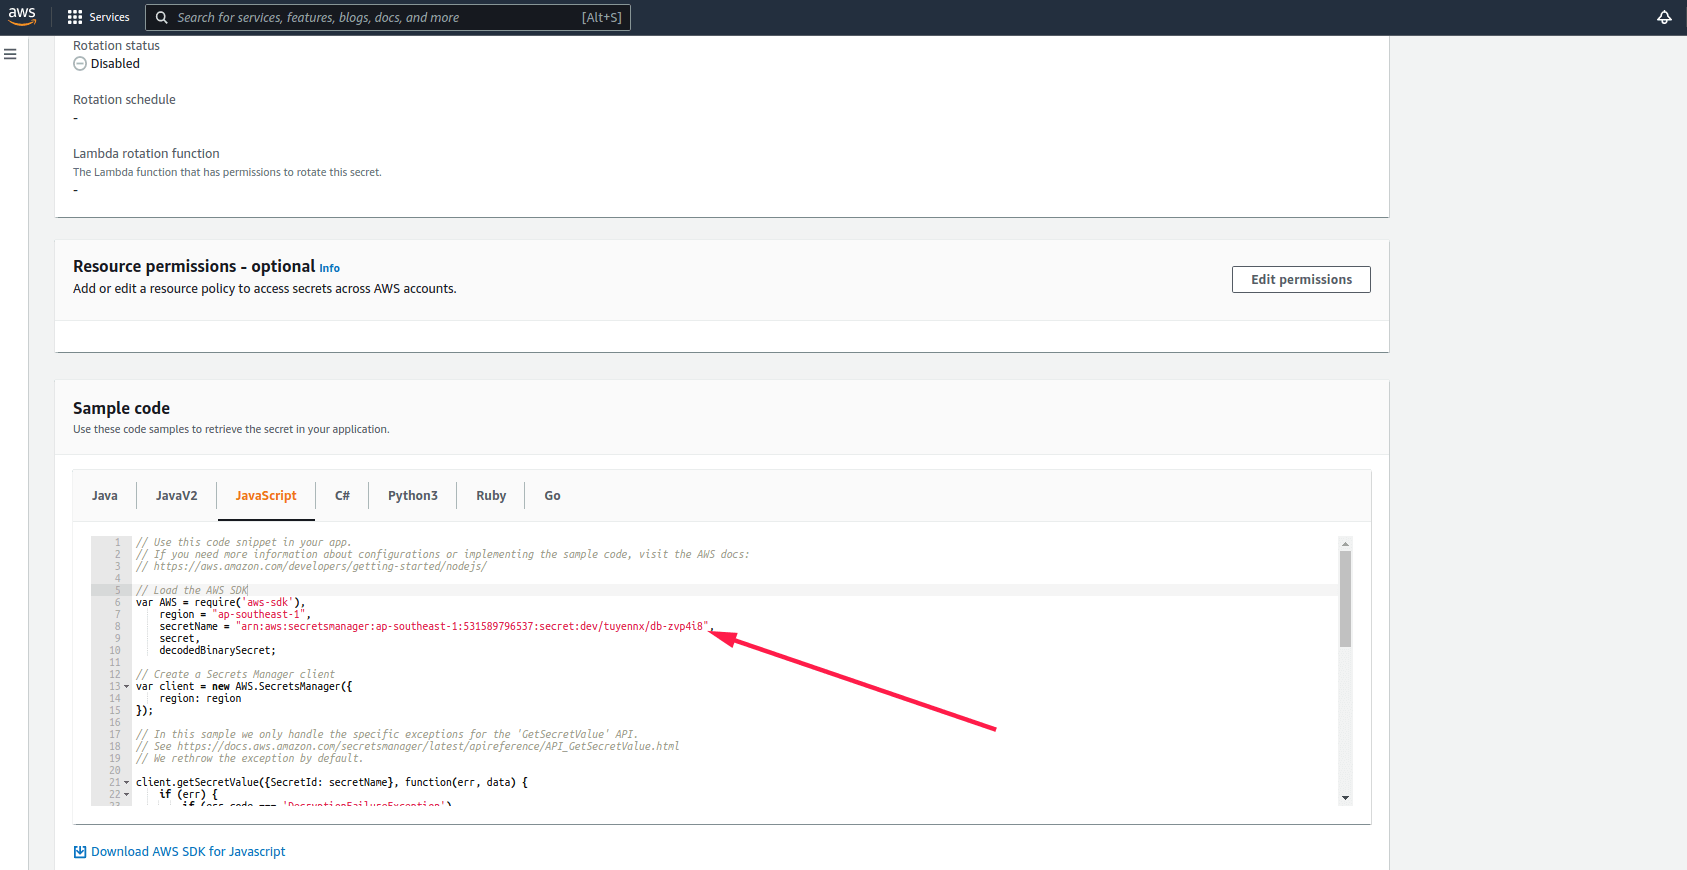 aws Services Search for services, features, blogs, docs, and more [Alt+S]
Rotation status
Disabled
Rotation schedule
-
Lambda rotation function
The Lambda function that has permissions to rotate this secret.
-
Resource permissions - optional Info
Add or edit a resource policy to access secrets across AWS accounts.
Edit permissions
Sample code
Use these code samples to retrieve the secret in your application.
Java JavaV2 JavaScript C# Python3 Ruby Go
1 // Use this code snippet in your app.
2 // If you need more information about configurations or implementing the sample code, visit the AWS docs:
3 // https://aws.amazon.com/developers/getting-started/nodejs/
4
5 // Load the AWS SDK
6 var AWS = require('aws-sdk'),
7 region = "ap-southeast-1",
8 secretName = "arn:aws:secretsmanager:ap-southeast-1:531589796537:secret:dev/tuyennx/db-zvp4i8",
9 secret,
10 decodedBinarySecret;
11
12 // Create a Secrets Manager client
13 var client = new AWS.SecretsManager({
14 region: region
15 });
16
17 // In this sample we only handle the specific exceptions for the 'GetSecretValue' API.
18 // See https://docs.aws.amazon.com/secretsmanager/latest/apireference/API_GetSecretValue.html
19 // We rethrow the exception by default.
20
21 client.getSecretValue({SecretId: secretName}, function(err, data) {
22 if (err) {
23 if (err.code === 'DecryptionFailureException')
Download AWS SDK for Javascript